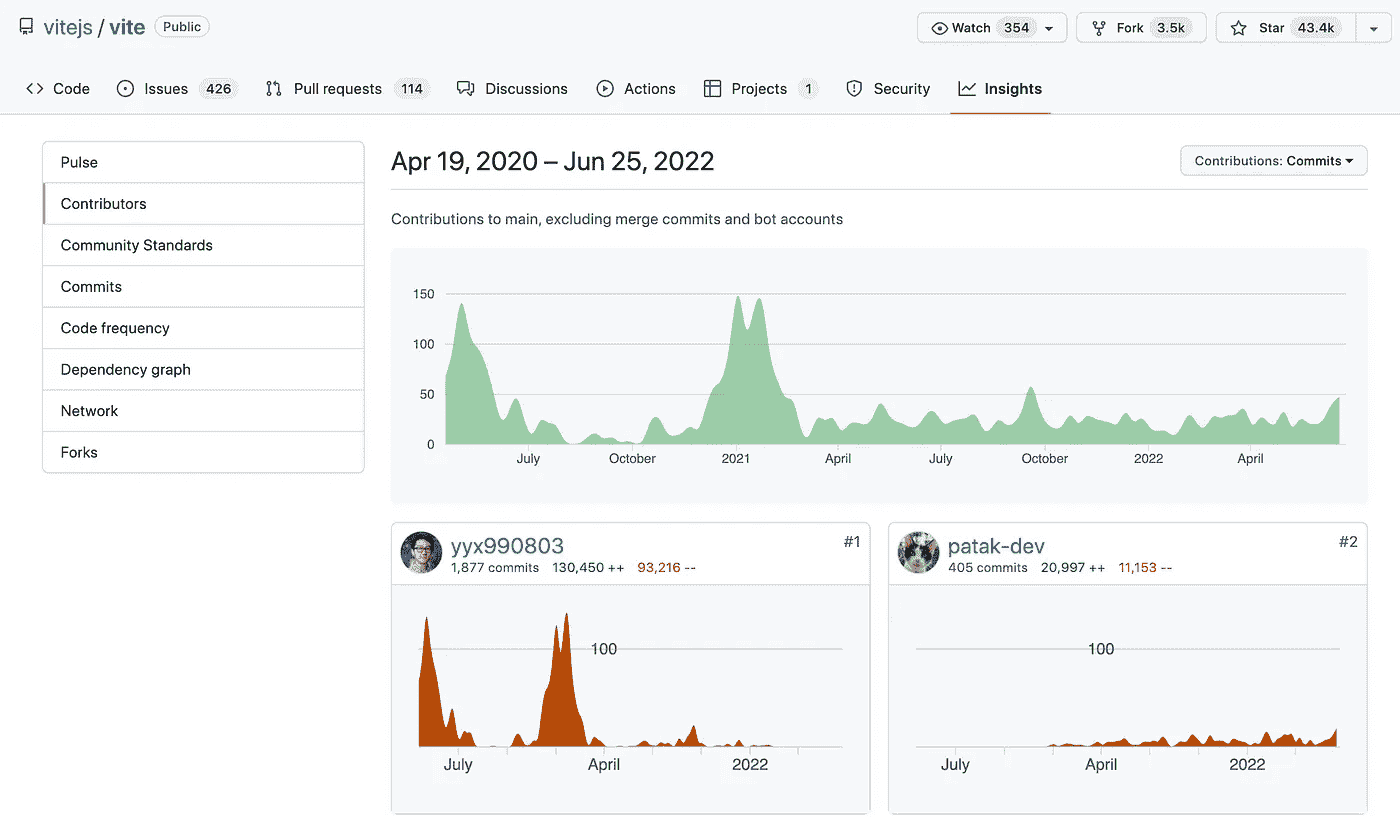 vitejs / vite Public
Watch 354 Fork 3.5k Star 43.4k
Code Issues 426 Pull requests 114 Discussions Actions Projects 1 Security Insights
Pulse
Contributors
Community Standards
Commits
Code frequency
Dependency graph
Network
Forks
Apr 19, 2020 – Jun 25, 2022
Contributions: Commits
Contributions to main, excluding merge commits and bot accounts
150
100
50
0
July October 2021 April July October 2022 April
yyx990803 #1
1,877 commits 130,450 ++ 93,216 --
100
July April 2022
patak-dev #2
405 commits 20,997 ++ 11,153 --
100
July April 2022